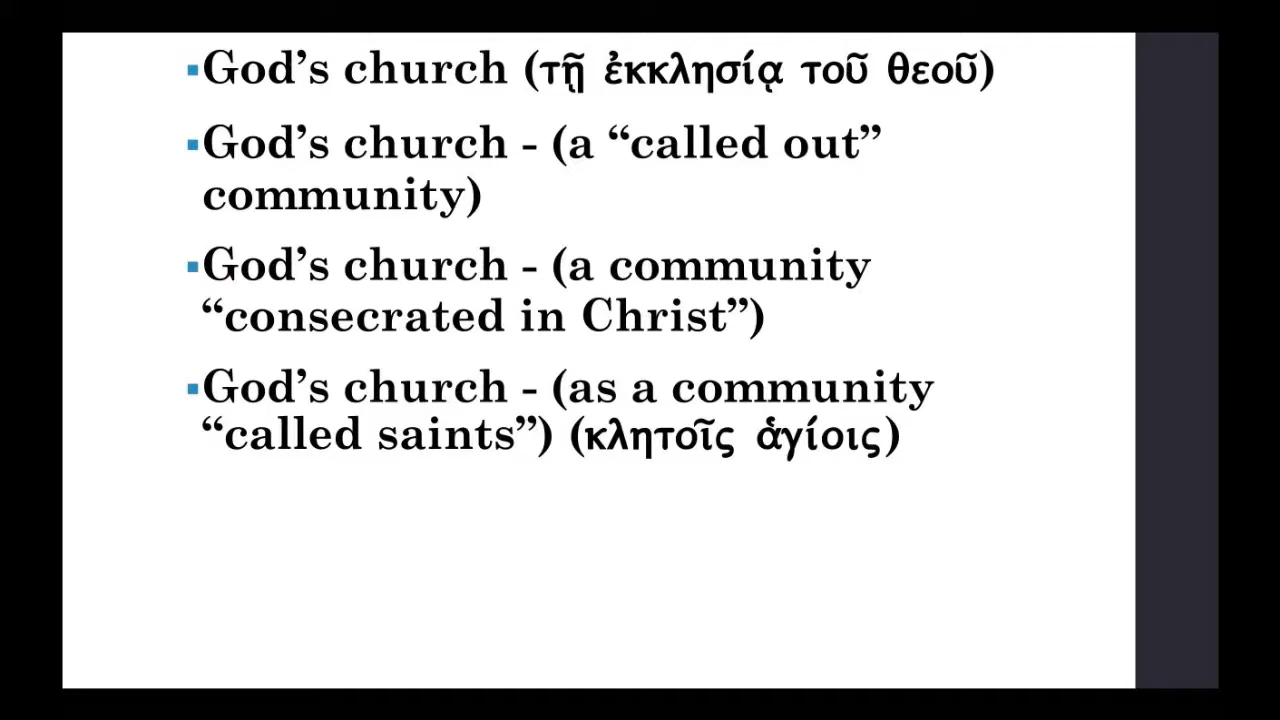 ▪God’s church (τῇ ἐκκλησίᾳ τοῦ θεοῦ)
▪God’s church - (a “called out”
community)
▪God’s church - (a community
“consecrated in Christ”)
▪God’s church - (as a community
“called saints”) (κλητοῖς ἁγίοις)